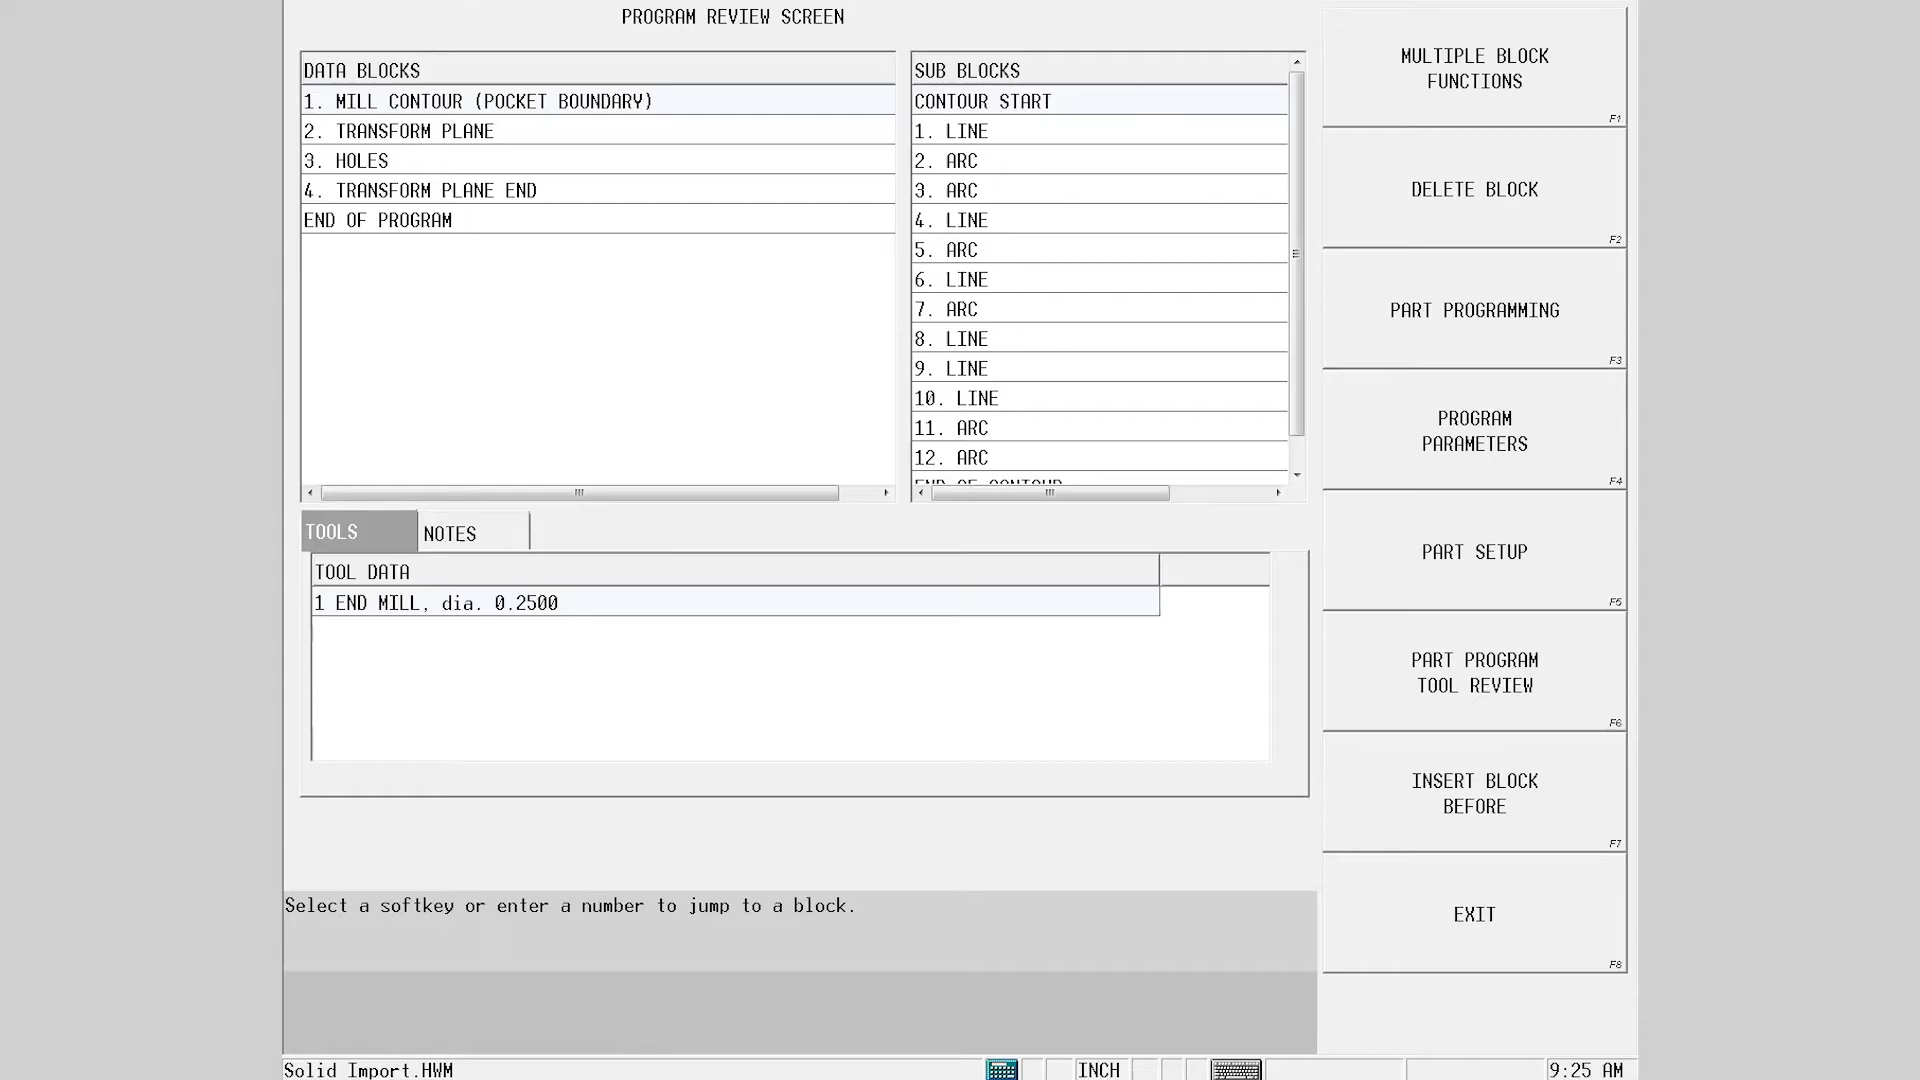 PROGRAM REVIEW SCREEN
DATA BLOCKS
1. MILL CONTOUR (POCKET BOUNDARY)
2. TRANSFORM PLANE
3. HOLES
4. TRANSFORM PLANE END
END OF PROGRAM
SUB BLOCKS
CONTOUR START
1. LINE
2. ARC
3. ARC
4. LINE
5. ARC
6. LINE
7. ARC
8. LINE
9. LINE
10. LINE
11. ARC
12. ARC
END OF CONTOUR
TOOLS
NOTES
TOOL DATA
1 END MILL, dia. 0.2500
Select a softkey or enter a number to jump to a block.
MULTIPLE BLOCK
FUNCTIONS
F1
DELETE BLOCK
F2
PART PROGRAMMING
F3
PROGRAM
PARAMETERS
F4
PART SETUP
F5
PART PROGRAM
TOOL REVIEW
F6
INSERT BLOCK
BEFORE
F7
EXIT
F8
Solid Import.HWM
INCH
9:25 AM